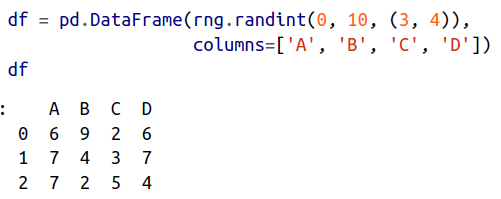 df = pd.DataFrame(rng.randint(0, 10, (3, 4)),
                  columns=['A', 'B', 'C', 'D'])
df
:
   A  B  C  D
0  6  9  2  6
1  7  4  3  7
2  7  2  5  4